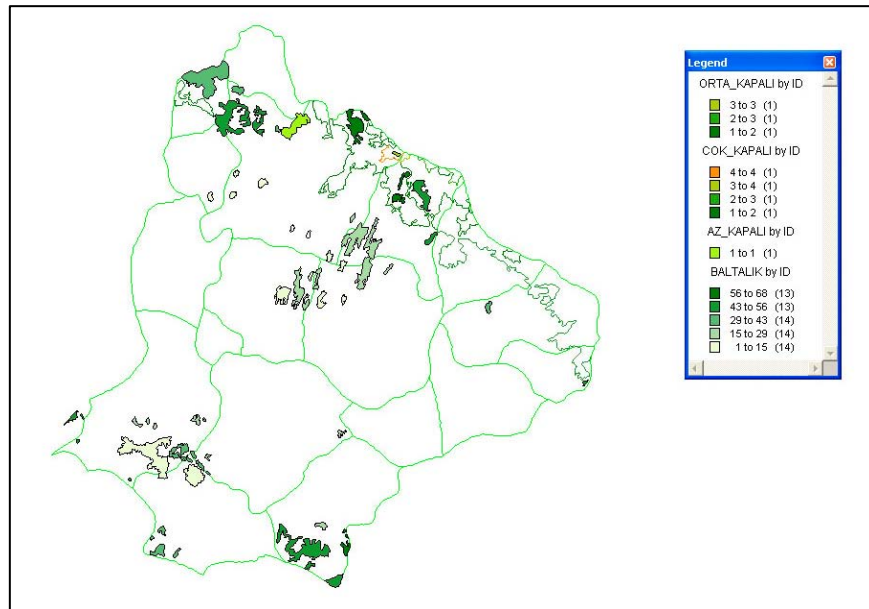 Legend
ORTA_KAPALI by ID
3 to 3 (1)
2 to 3 (1)
1 to 2 (1)
COK_KAPALI by ID
4 to 4 (1)
3 to 4 (1)
2 to 3 (1)
1 to 2 (1)
AZ_KAPALI by ID
1 to 1 (1)
BALTALIK by ID
56 to 68 (13)
43 to 56 (13)
29 to 43 (14)
15 to 29 (14)
1 to 15 (14)